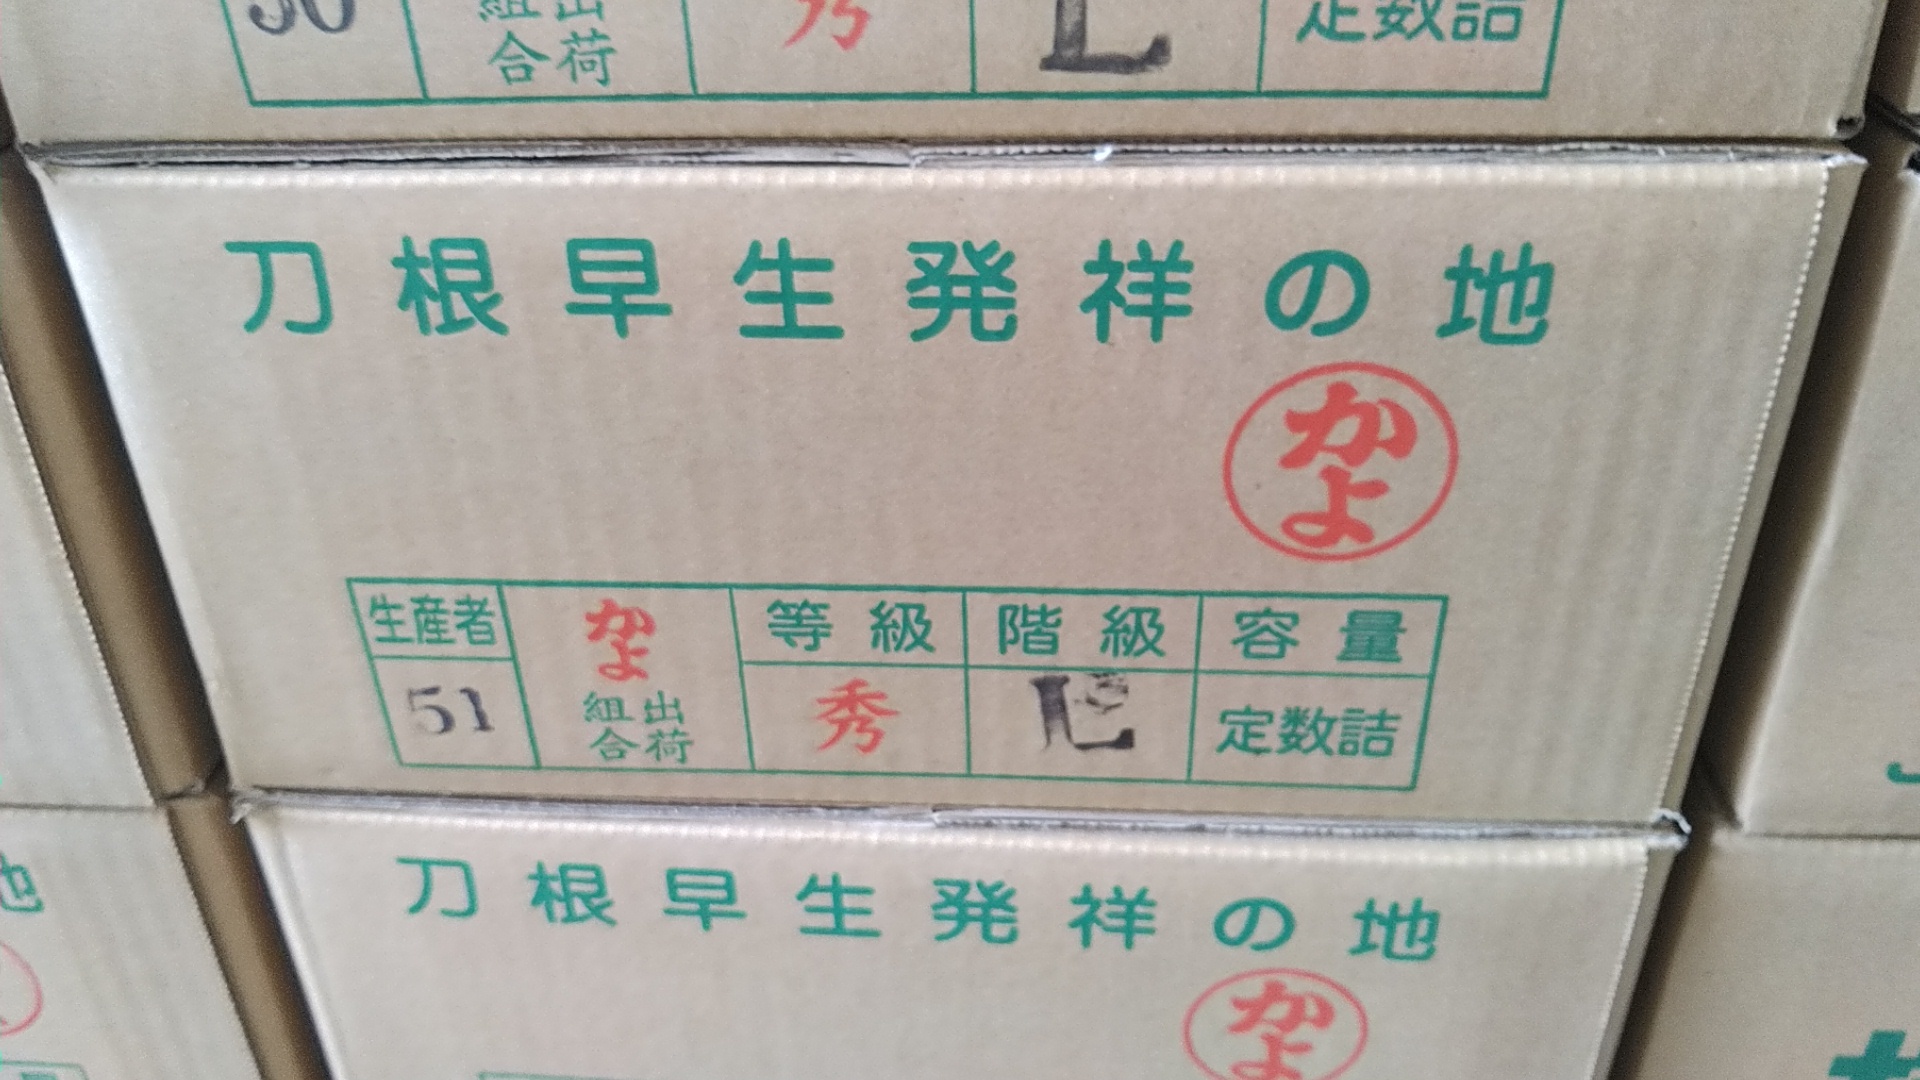 組出
合荷
秀
L
定数詰
刀根早生発祥の地
かよ
生産者 かよ 等級 階級 容量
51 組出 秀 L 定数詰
合荷
刀根早生発祥の地
かよ
地